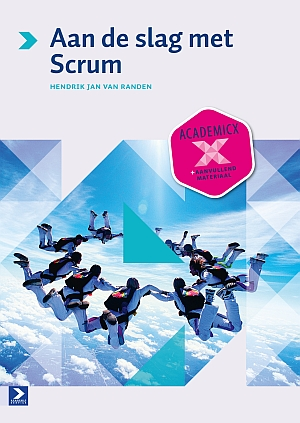 Aan de slag met
Scrum
HENDRIK JAN VAN RANDEN
ACADEMICX
X
+AANVULLEND
MATERIAAL